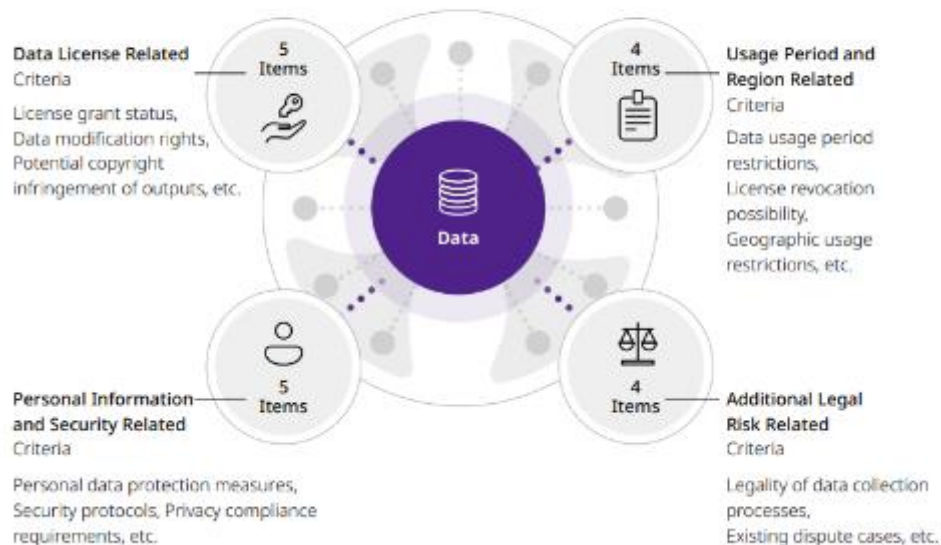 Data License Related
Criteria
License grant status,
Data modification rights,
Potential copyright
infringement of outputs, etc.
5
Items
4
Items
Usage Period and
Region Related
Criteria
Data usage period
restrictions,
License revocation
possibility,
Geographic usage
restrictions, etc.
Data
Personal Information
and Security Related
Criteria
Personal data protection measures,
Security protocols, Privacy compliance
requirements, etc.
5
Items
4
Items
Additional Legal
Risk Related
Criteria
Legality of data collection
processes,
Existing dispute cases, etc.